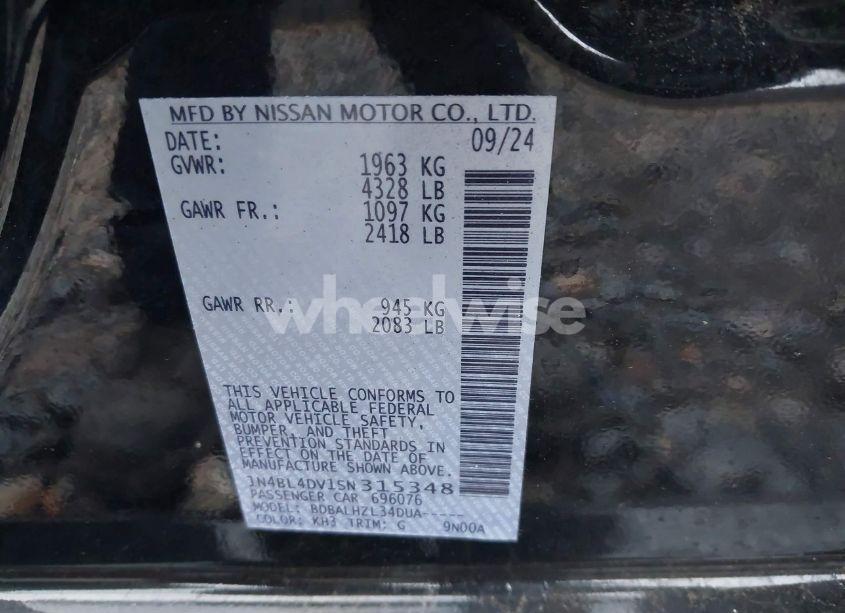 MFD BY NISSAN MOTOR CO., LTD.
DATE: 09/24
GVWR: 1963 KG
4328 LB
GAWR FR.: 1097 KG
2418 LB
GAWR RR.: 945 KG
2083 LB
wheelwise
THIS VEHICLE CONFORMS TO
ALL APPLICABLE FEDERAL
MOTOR VEHICLE SAFETY,
BUMPER, AND THEFT
PREVENTION STANDARDS IN
EFFECT ON THE DATE OF
MANUFACTURE SHOWN ABOVE.
1N4BL4DV1SN315348
PASSENGER CAR 696076
MODEL: BDBALHZL34DUA-----
COLOR: KH3 TRIM: G 9N00A